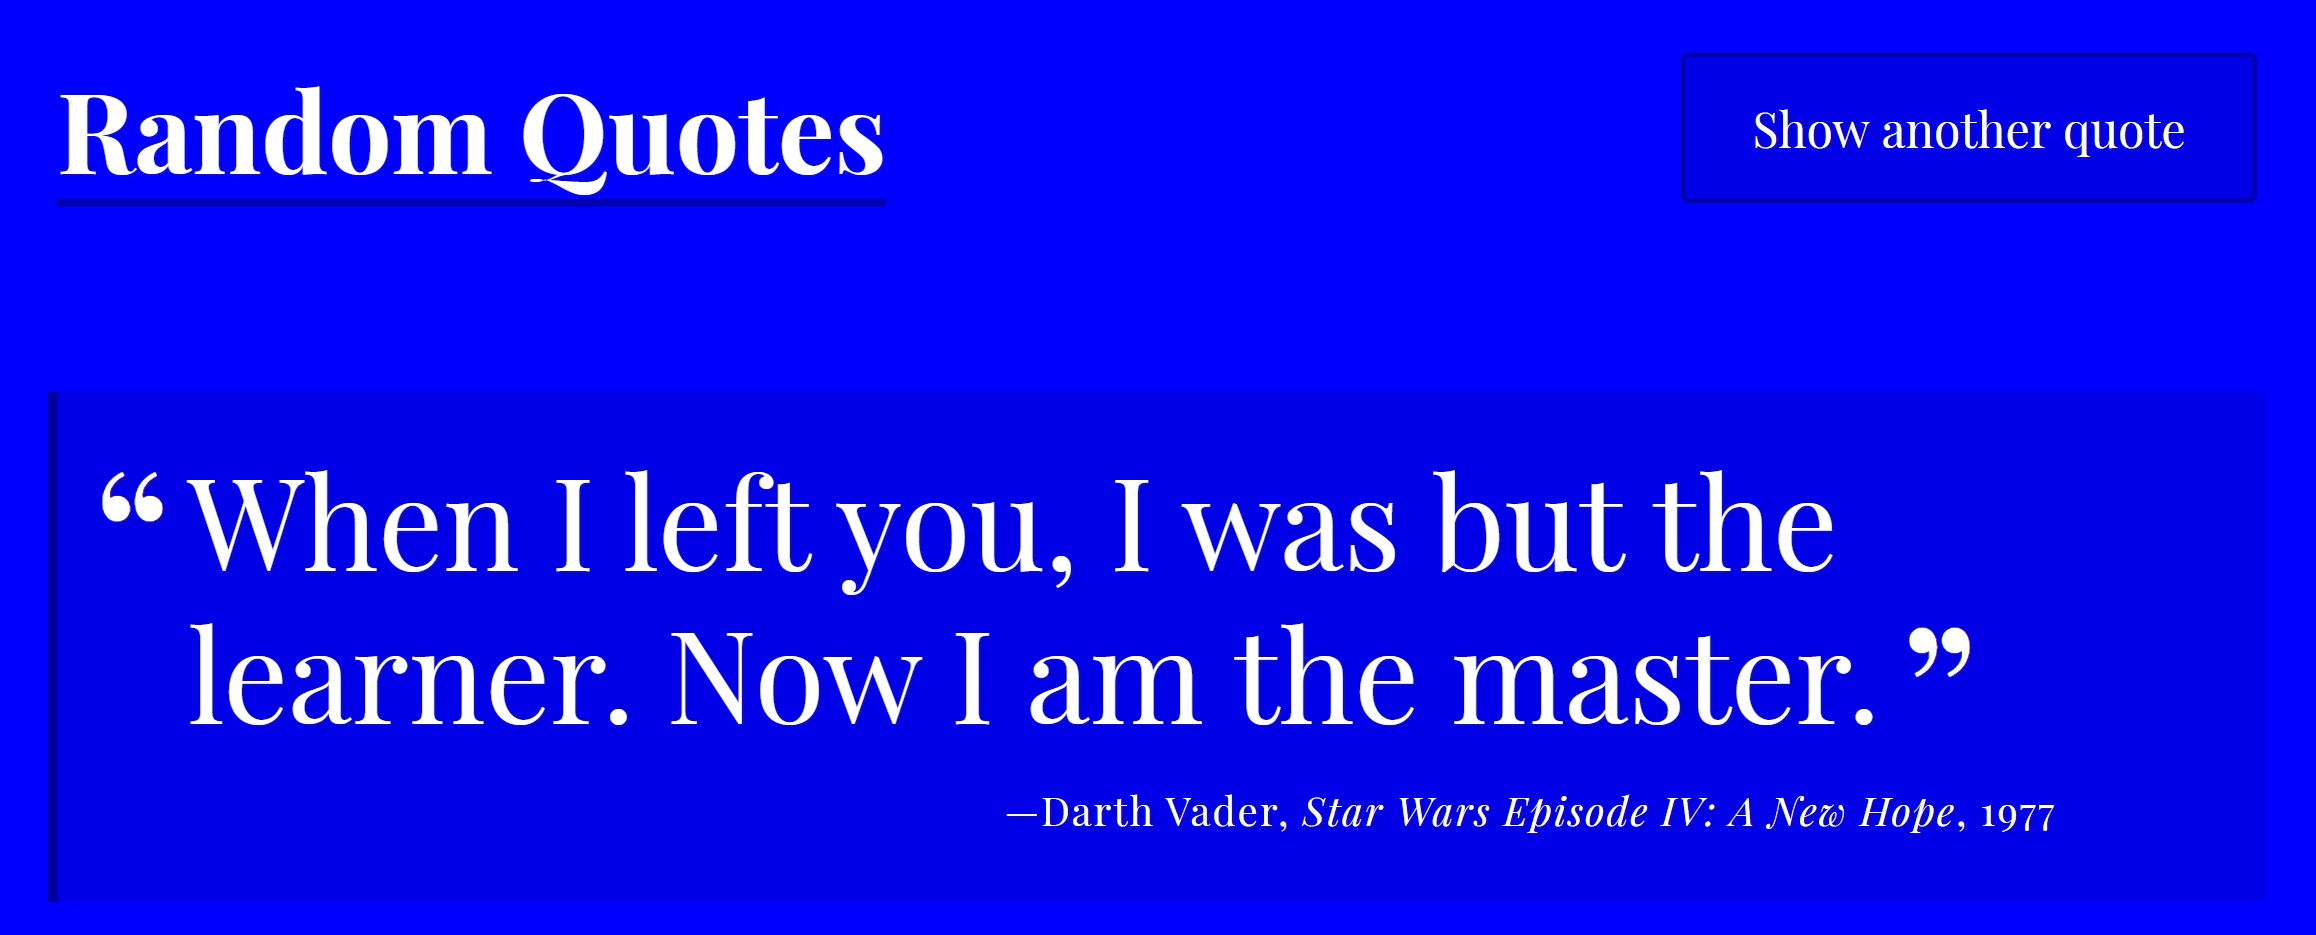 Random Quotes
Show another quote
“When I left you, I was but the
learner. Now I am the master.”
—Darth Vader, Star Wars Episode IV: A New Hope, 1977